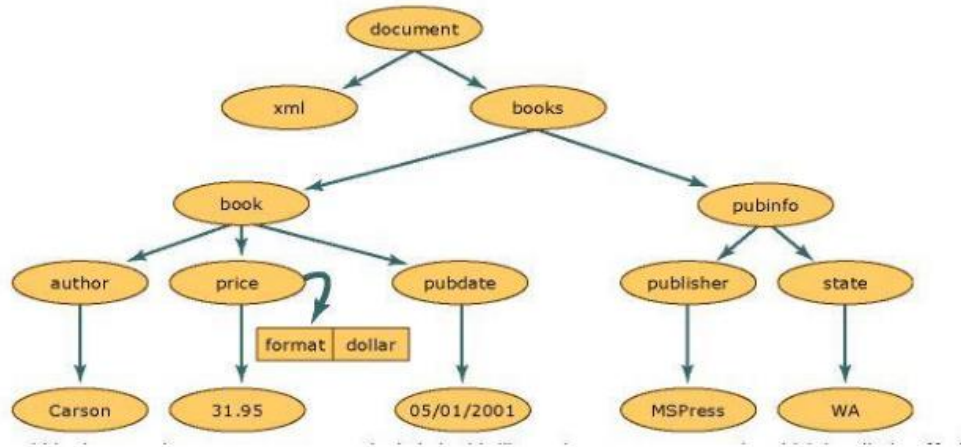 document
xml books
book pubinfo
author price pubdate publisher state
format dollar
Carson 31.95 05/01/2001 MSPress WA